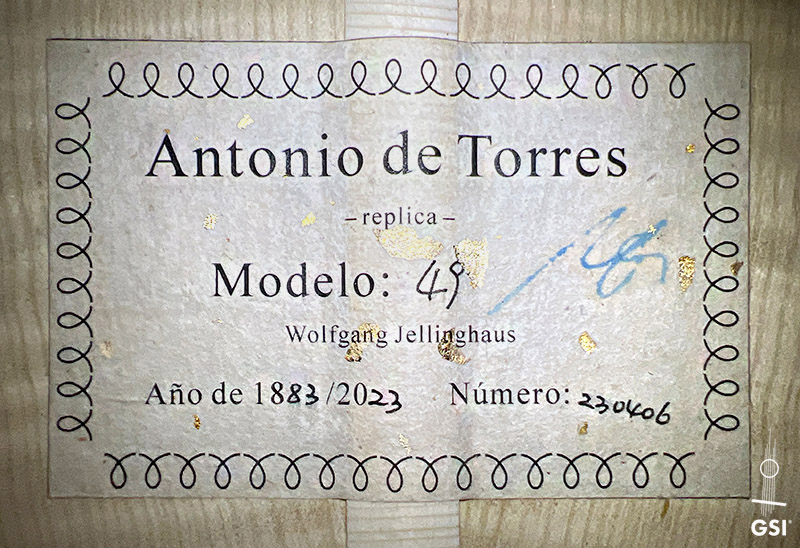 Antonio de Torres
– replica –
Modelo: 49
Wolfgang Jellinghaus
Año de 1883 /2023 Número: 230406
GSI